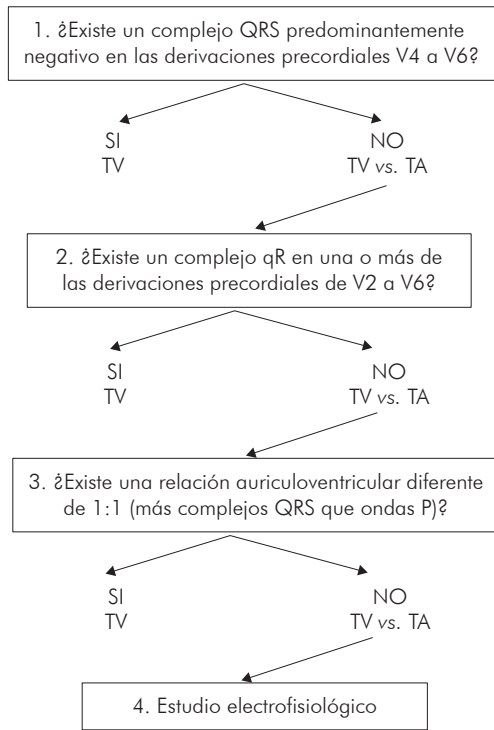 1. ¿Existe un complejo QRS predominantemente
negativo en las derivaciones precordiales V4 a V6?
SI NO
TV TV vs. TA
2. ¿Existe un complejo qR en una o más de
las derivaciones precordiales de V2 a V6?
SI NO
TV TV vs. TA
3. ¿Existe una relación auriculoventricular diferente
de 1:1 (más complejos QRS que ondas P)?
SI NO
TV TV vs. TA
4. Estudio electrofisiológico